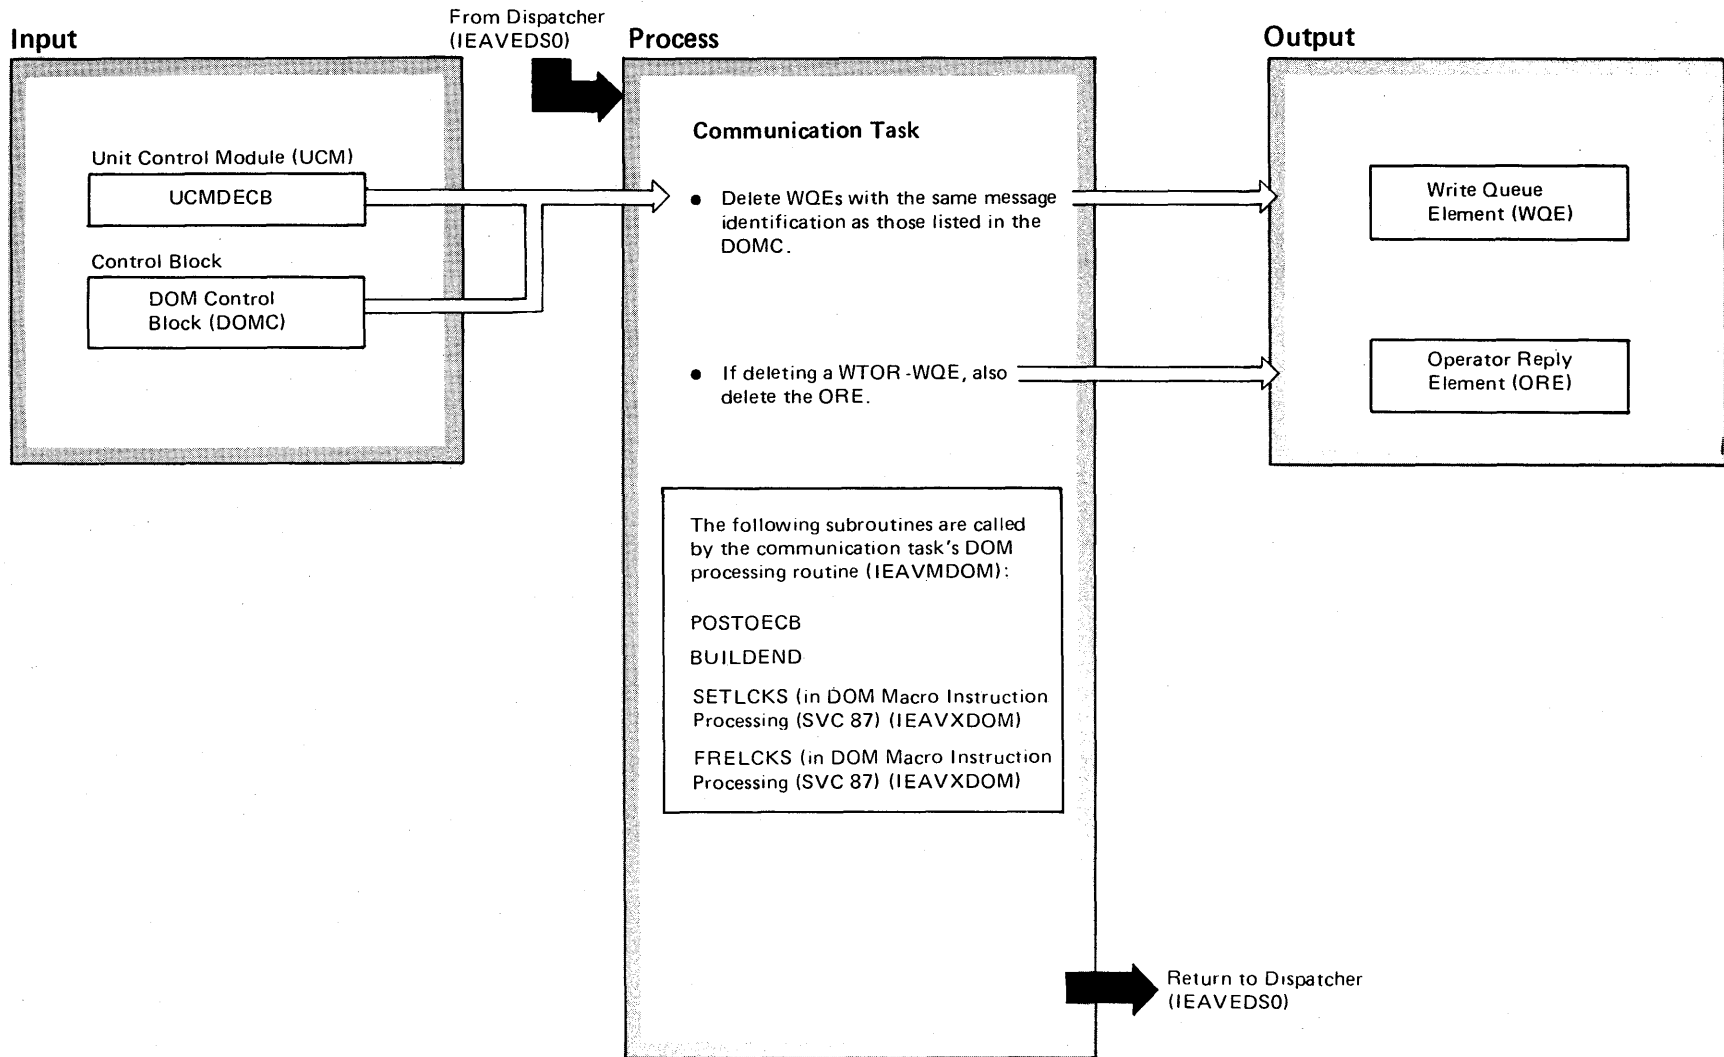 From Dispatcher
(IEAVEDS0)
Input
Process
Output
Unit Control Module (UCM)
UCMDECB
Control Block
DOM Control
Block (DOMC)
Communication Task
● Delete WQEs with the same message
identification as those listed in the
DOMC.
● If deleting a WTOR-WQE, also
delete the ORE.
The following subroutines are called
by the communication task's DOM
processing routine (IEAVMDOM):
POSTOECB
BUILDEND
SETLCKS (in DOM Macro Instruction
Processing (SVC 87) (IEAVXDOM)
FRELCKS (in DOM Macro Instruction
Processing (SVC 87) (IEAVXDOM)
Write Queue
Element (WQE)
Operator Reply
Element (ORE)
Return to Dispatcher
(IEAVEDS0)